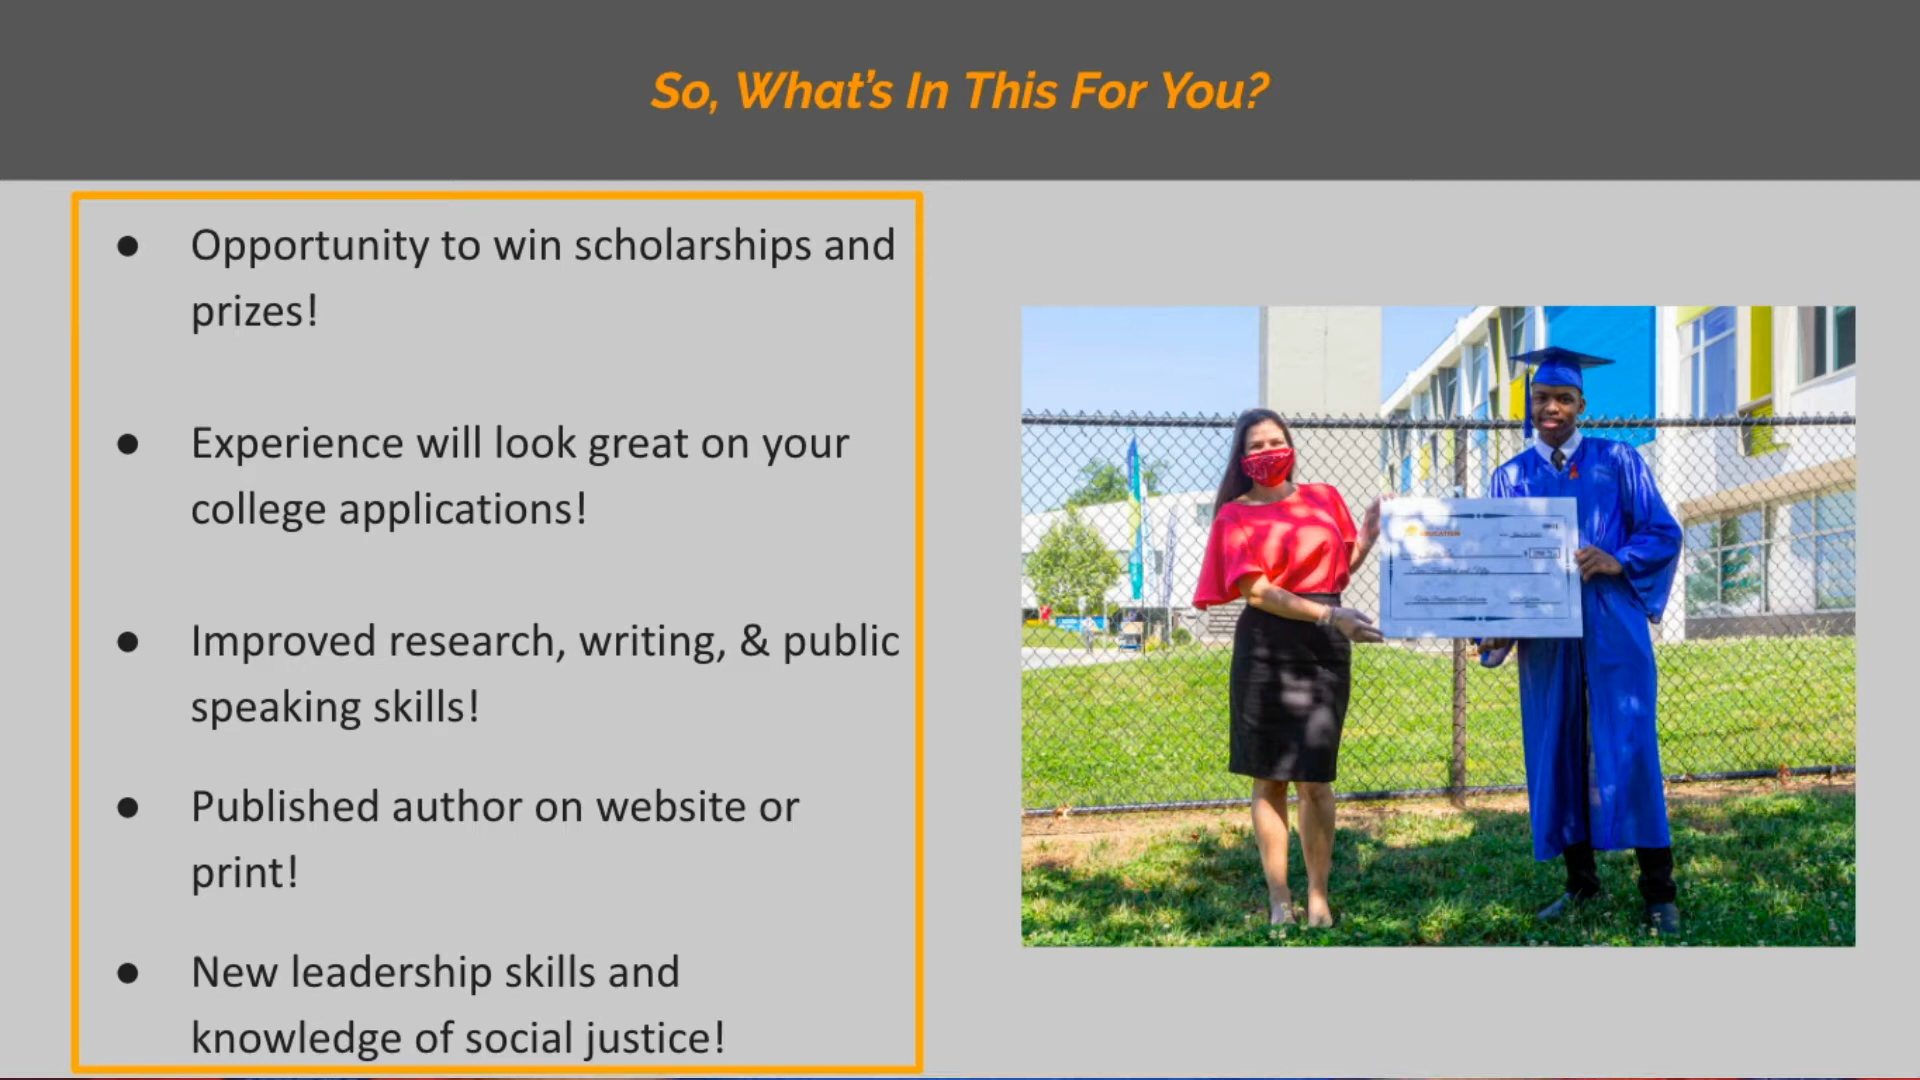 So, What's In This For You?
● Opportunity to win scholarships and
prizes!
● Experience will look great on your
college applications!
● Improved research, writing, & public
speaking skills!
● Published author on website or
print!
● New leadership skills and
knowledge of social justice!
EDUCATION